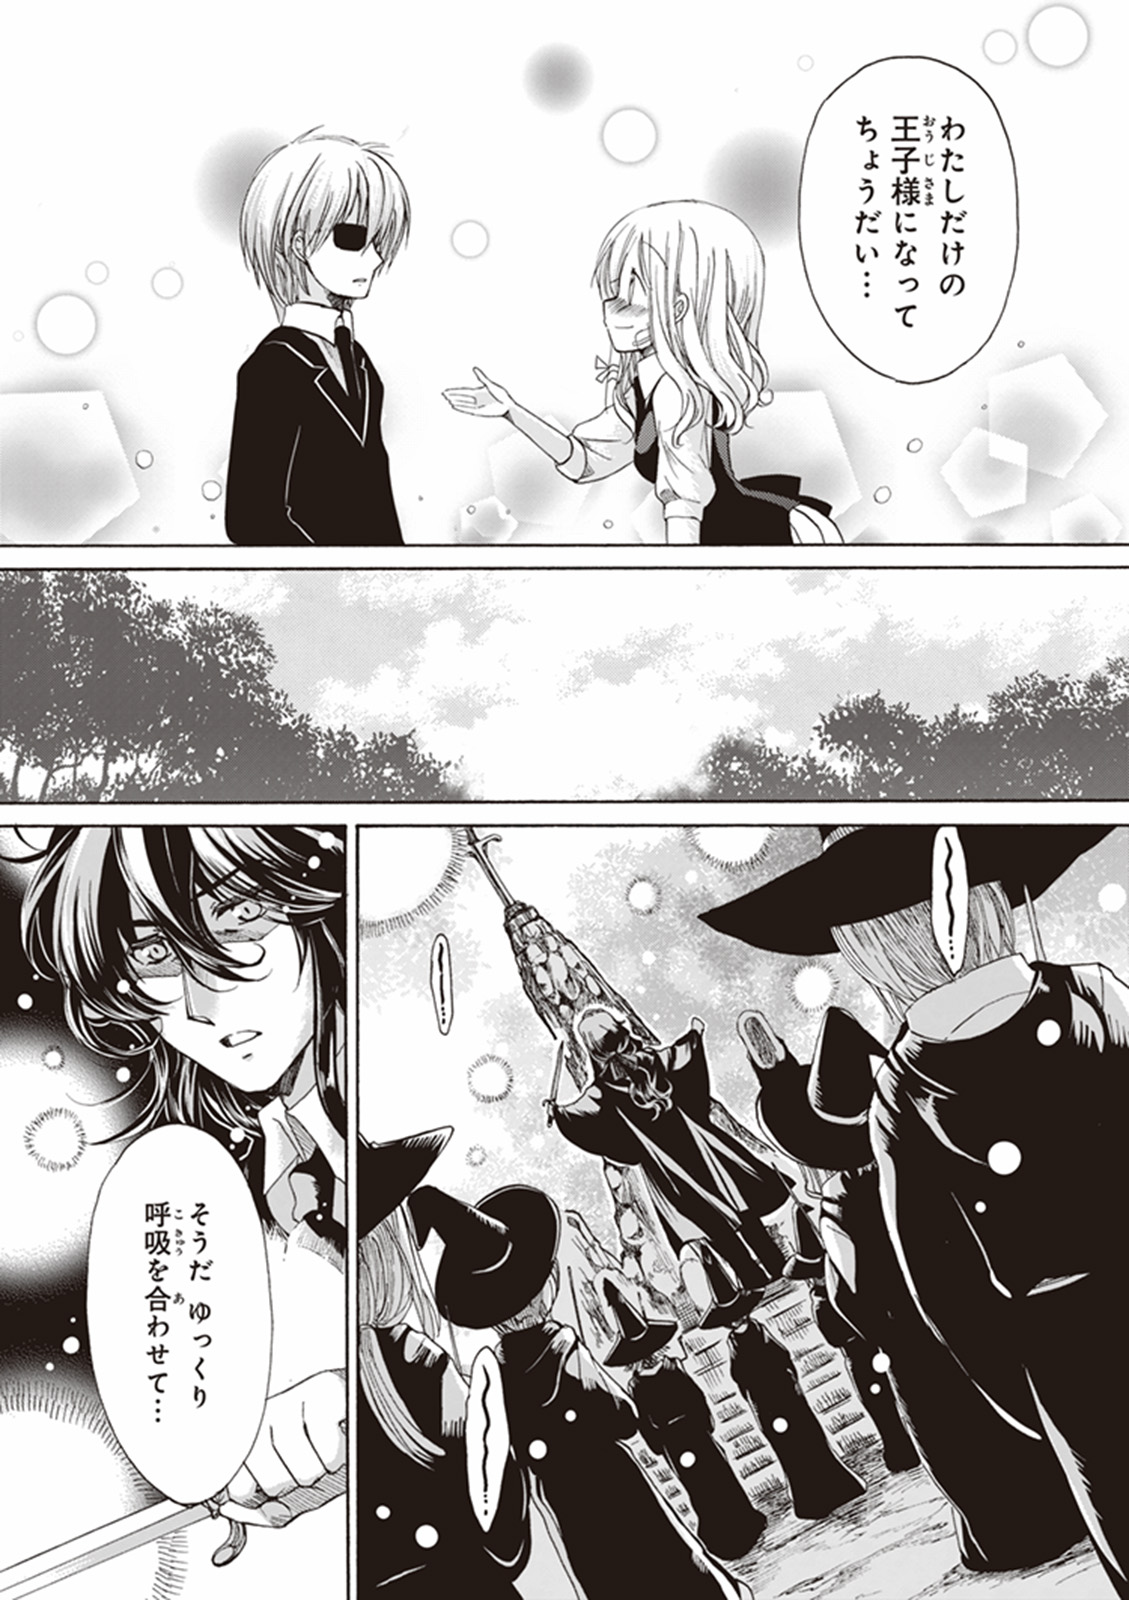 わたしだけの
王子様になって
ちょうだい…
そうだ ゆっくり
呼吸を合わせて…